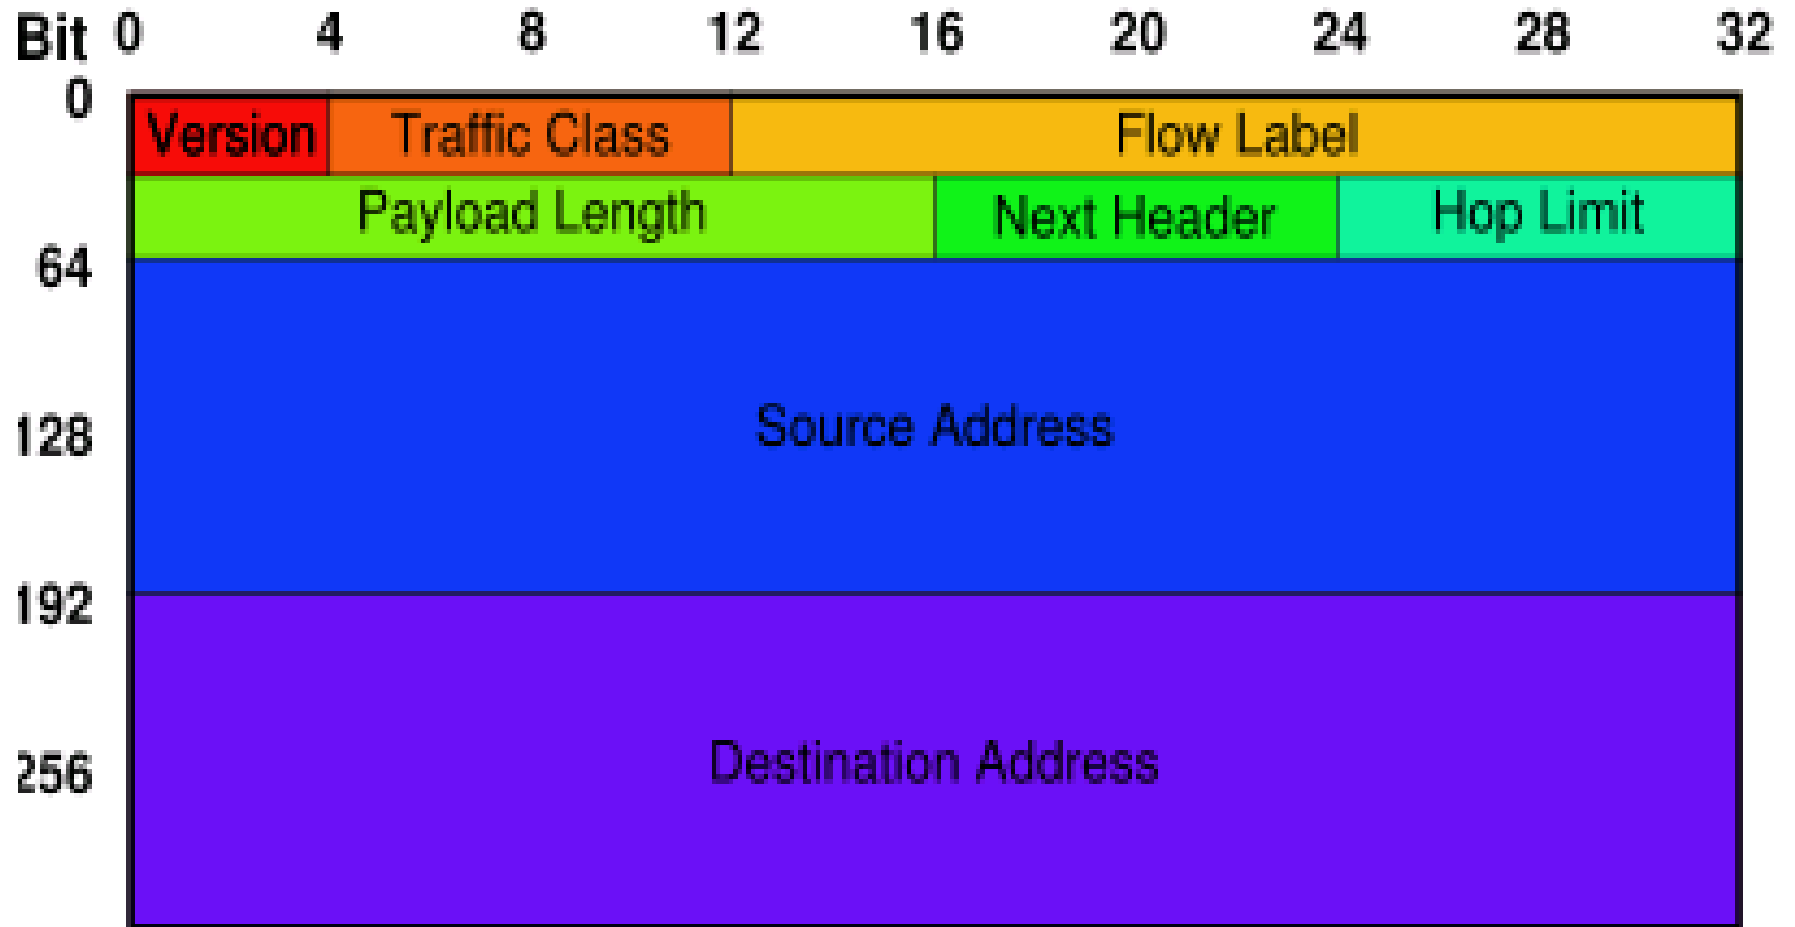 Bit 0 4 8 12 16 20 24 28 32
0
Version Traffic Class Flow Label
Payload Length Next Header Hop Limit
64
Source Address
128
192
Destination Address
256